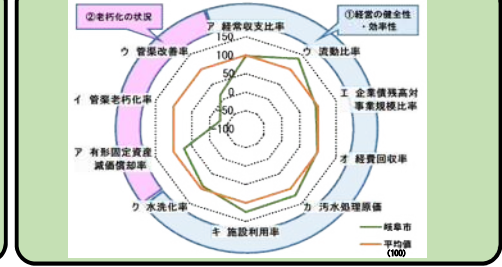 ②老朽化の状況
①経営の健全性
・効率性
ア 経常収支比率
150
100
50
0
-50
-100
ウ 管渠改善率
ウ 流動比率
イ 管渠老朽化率
エ 企業債残高対
事業規模比率
ア 有形固定資産
減価償却率
オ 経費回収率
ク 水洗化率
カ 汚水処理原価
キ 施設利用率
岐阜市
平均値
(100)